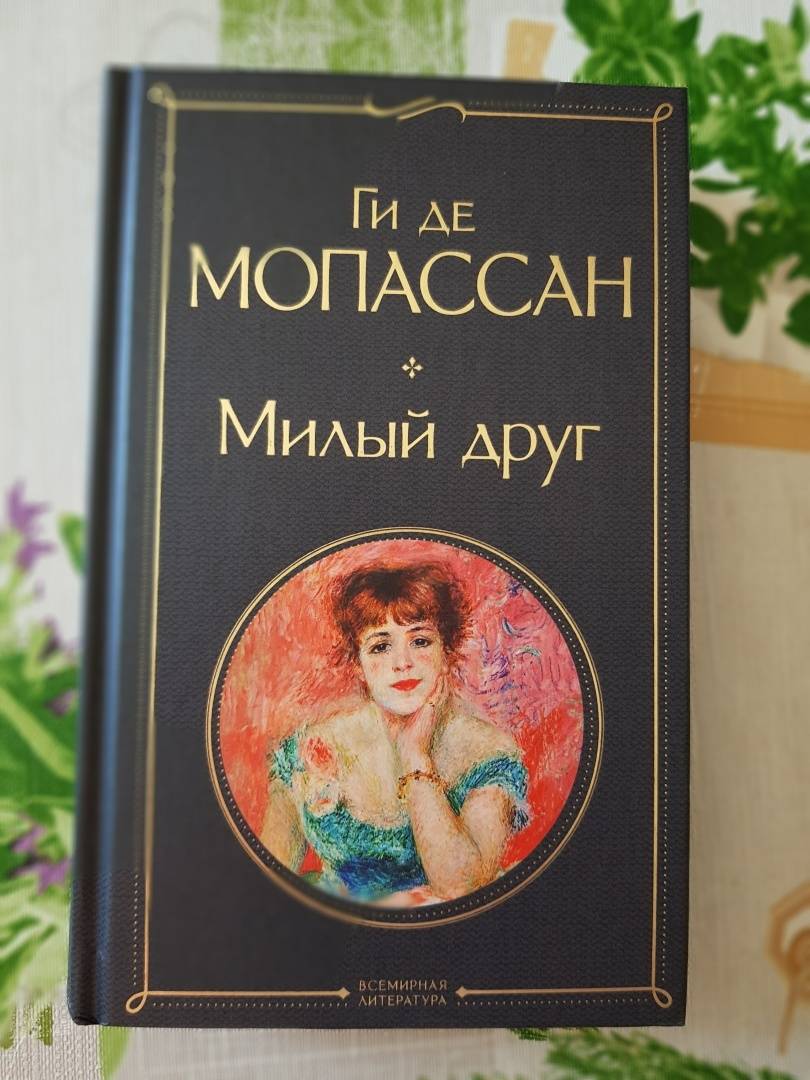 Ги де
МОПАССАН
Милый друг
ВСЕМИРНАЯ
ЛИТЕРАТУРА